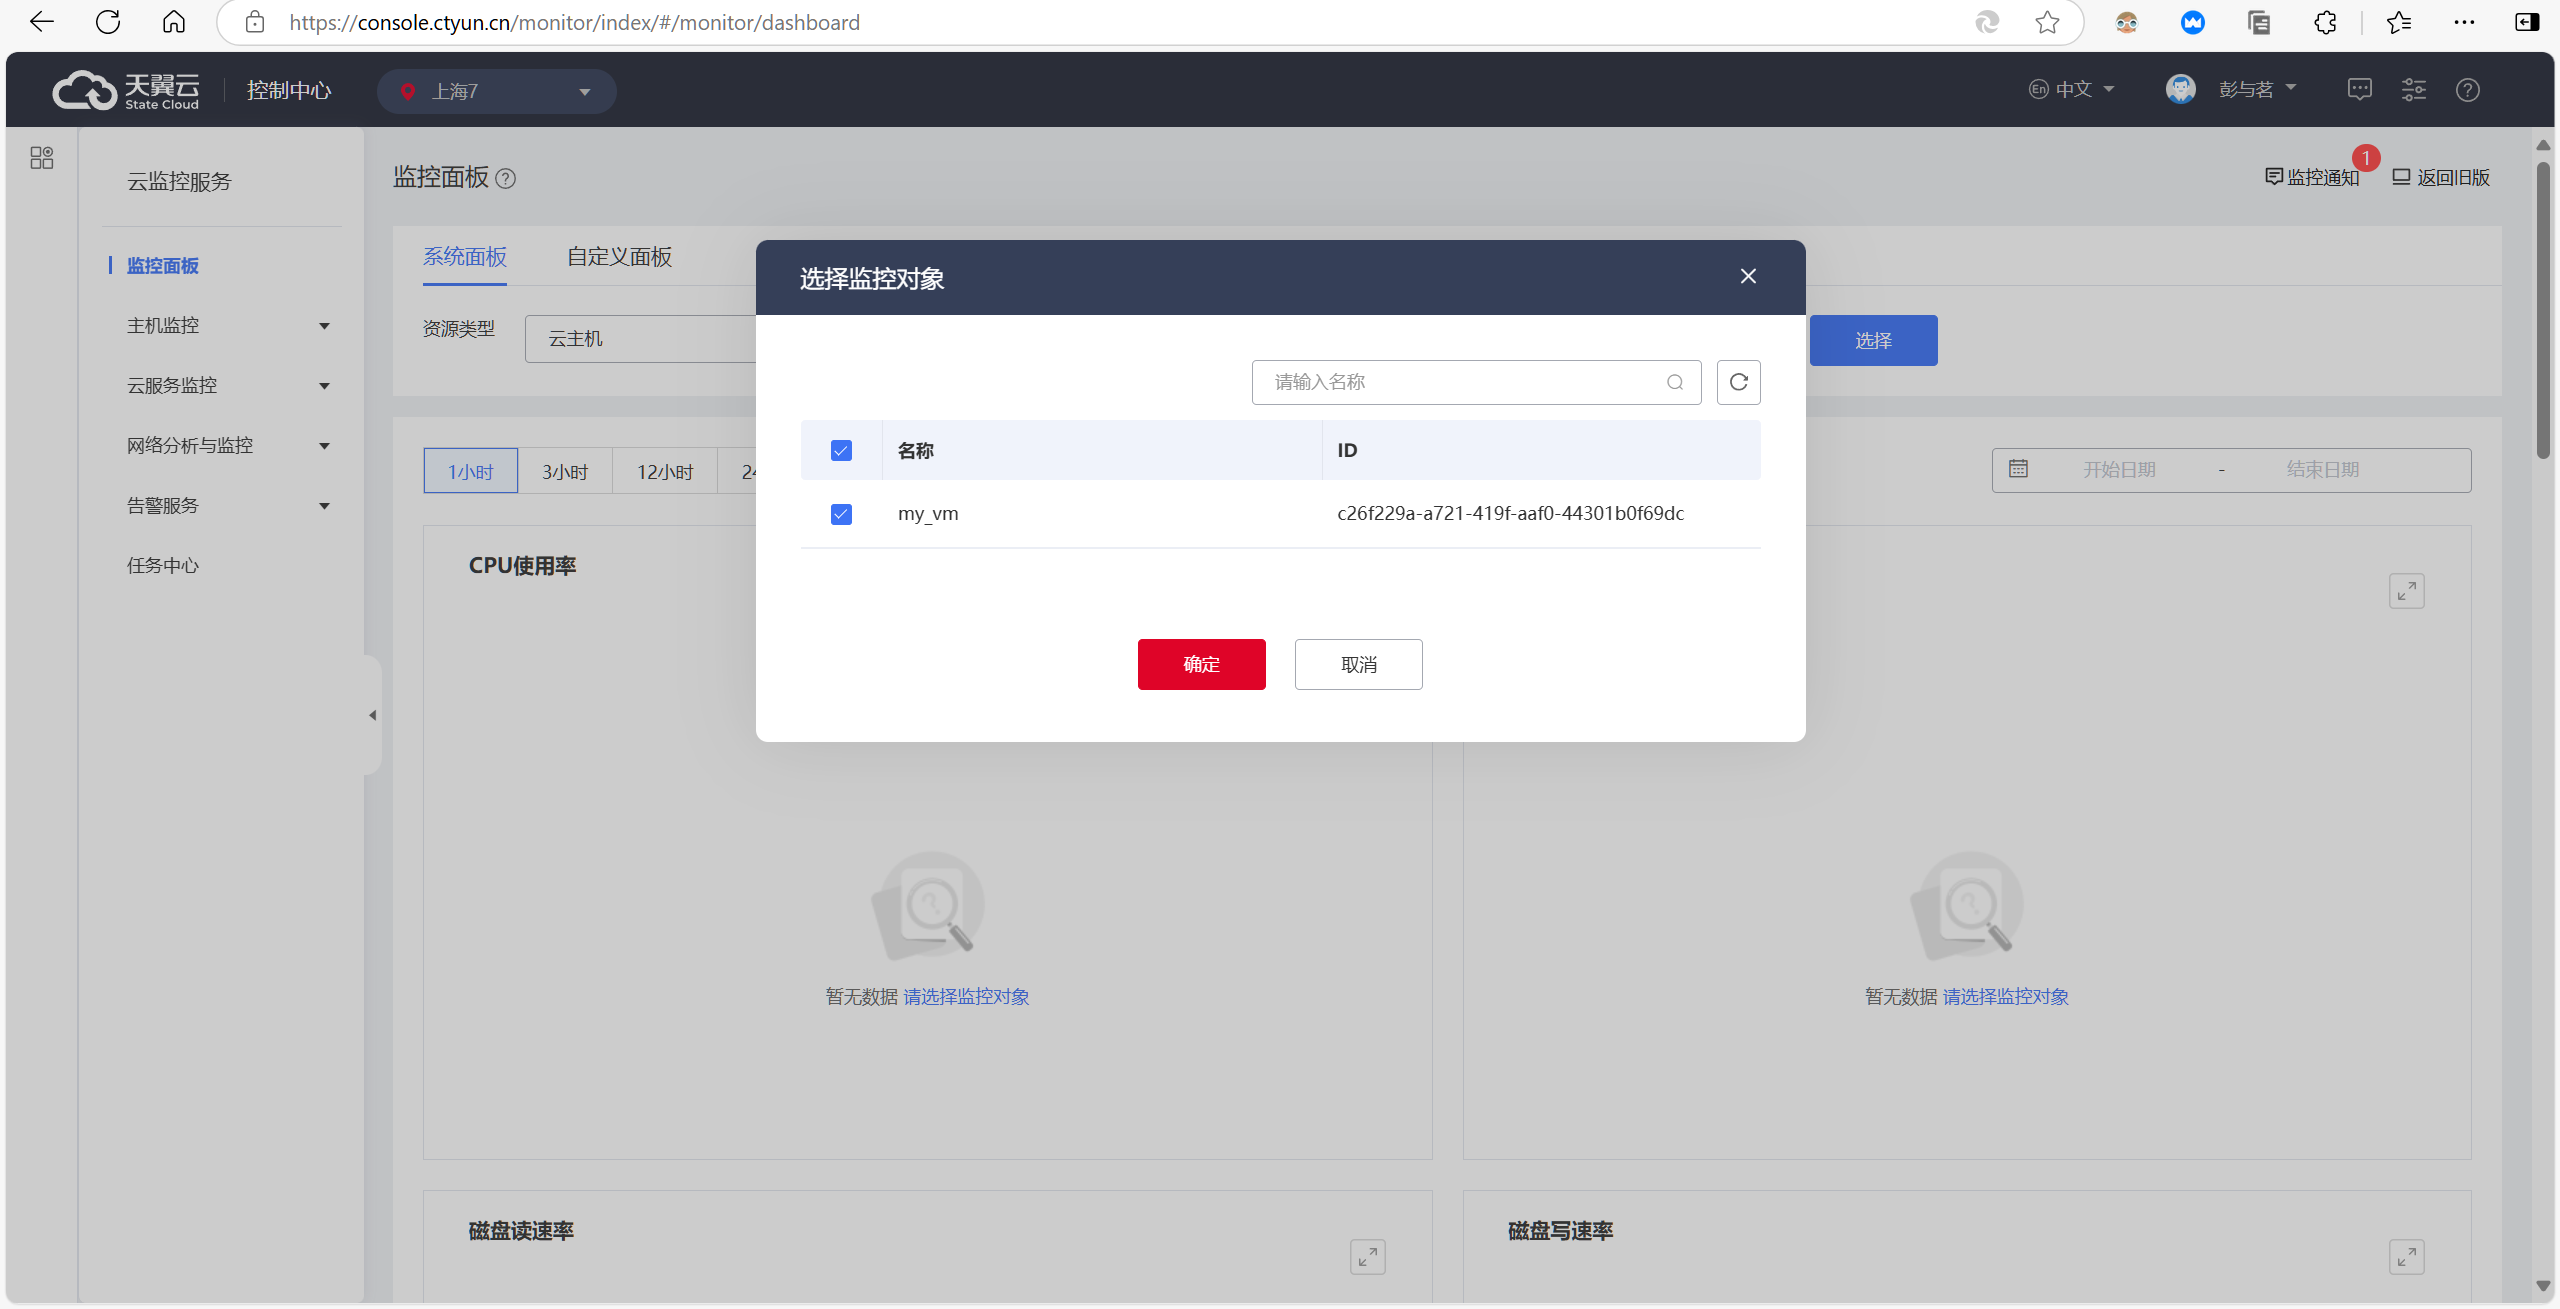 https://console.ctyun.cn/monitor/index/#/monitor/dashboard
天翼云
State Cloud
控制中心
上海7
En 中文
彭与茗
云监控服务
监控面板
主机监控
云服务监控
网络分析与监控
告警服务
任务中心
监控面板
监控通知
1
返回旧版
系统面板
自定义面板
资源类型
云主机
选择
1小时
3小时
12小时
开始日期
-
结束日期
选择监控对象
请输入名称
名称
ID
my_vm
c26f229a-a721-419f-aaf0-44301b0f69dc
确定
取消
CPU使用率
暂无数据 请选择监控对象
暂无数据 请选择监控对象
磁盘读速率
磁盘写速率